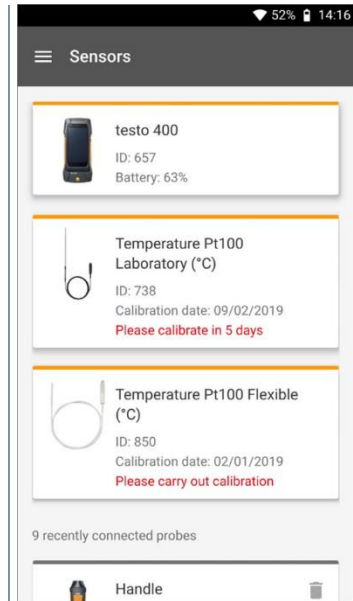 52% 14:16
Sensors
testo 400
ID: 657
Battery: 63%
Temperature Pt100
Laboratory (°C)
ID: 738
Calibration date: 09/02/2019
Please calibrate in 5 days
Temperature Pt100 Flexible
(°C)
ID: 850
Calibration date: 02/01/2019
Please carry out calibration
9 recently connected probes
Handle